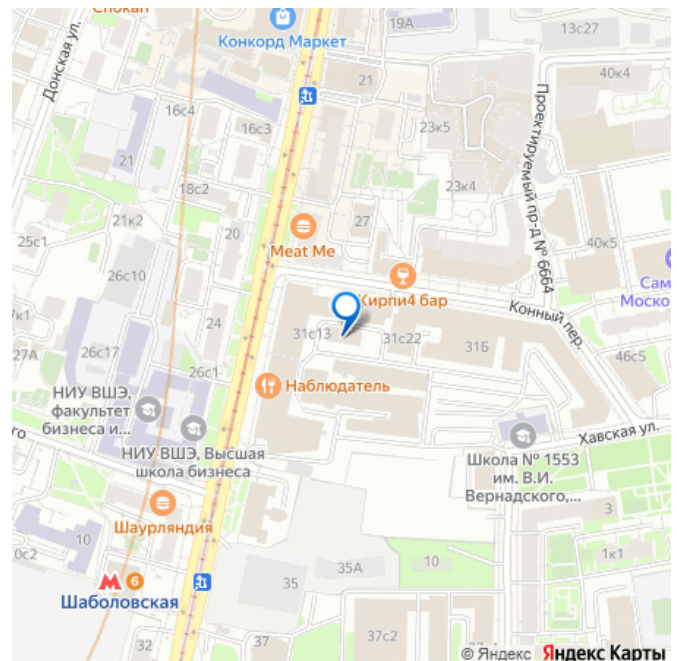 Спокай
Конкорд Маркет
19А
13с27
Донская ул.
21
40к4
16с4
16с3
23к5
Проектируемый пр-д № 6664
21
18с2
23к4
21к2
20
27
25с1
Meat Me
40к5
26с10
Кирпи4 бар
Сам
Моско
Конный пер.
24
31с13
31с22
31Б
27А
26с17
46с5
26с1
Наблюдатель
НИУ ВШЭ,
факультет
бизнеса и...
Хавская ул.
НИУ ВШЭ, Высшая
школа бизнеса
Школа № 1553
им. В.И.
Вернадского,...
го
Шаурляндия
3
0с2
10
35А
10
1к1
М 6
35
Шаболовская
32
37
37с2
© Яндекс Яндекс Карты